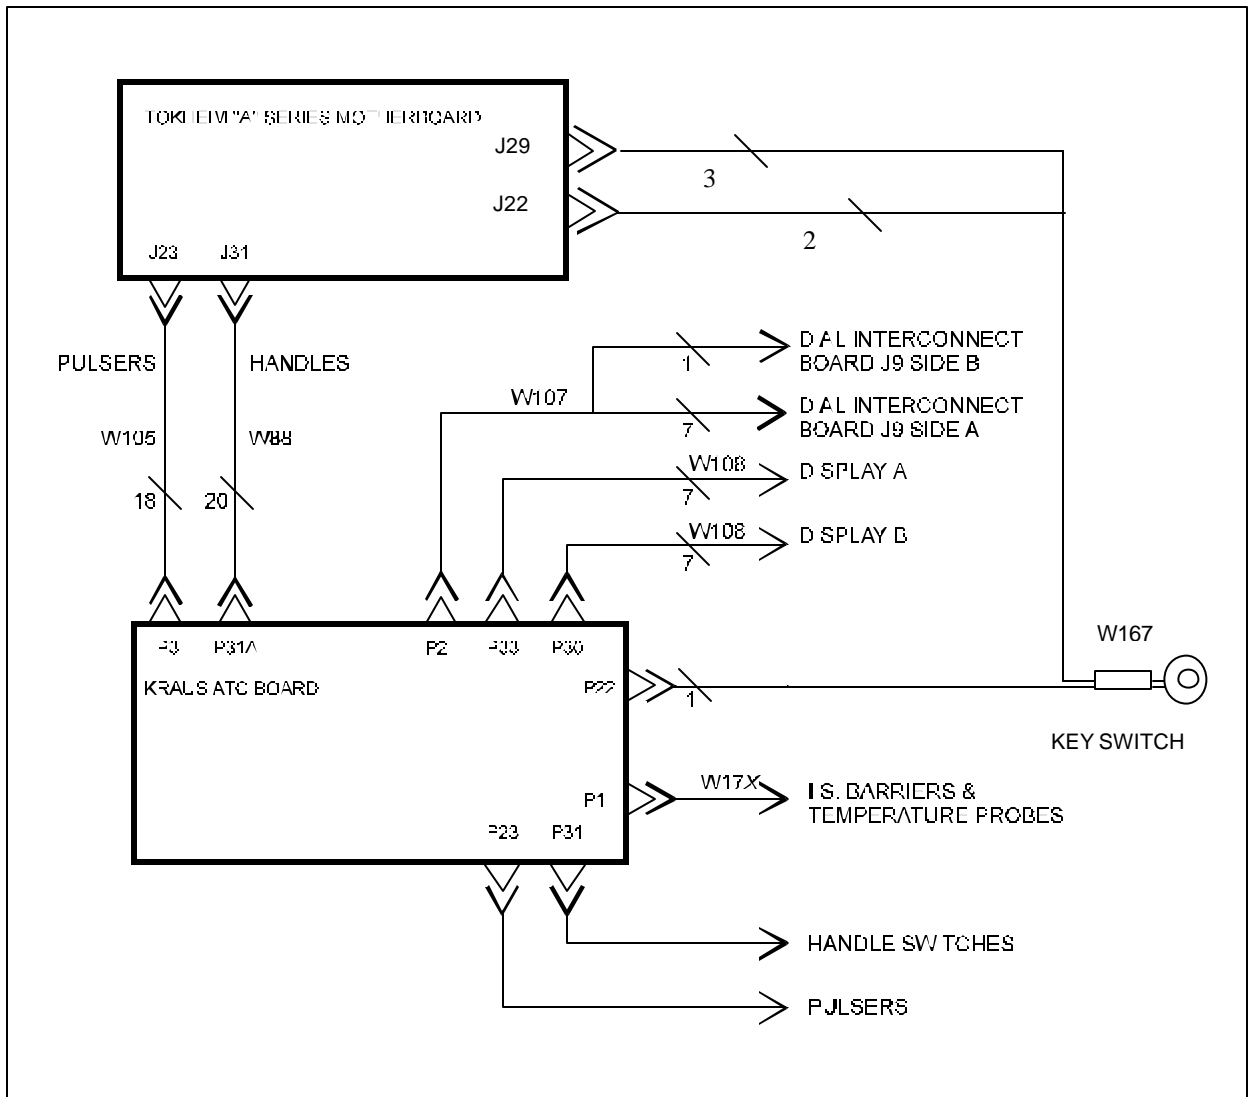 TOKHEIM "A" SERIES MOTHERBOARD
J29
3
J22
2
J23 J31
PULSERS HANDLES
W105 W88
18 20
1
DIAL INTERCONNECT
BOARD J9 SIDE B
W107
7
DIAL INTERCONNECT
BOARD J9 SIDE A
W108
7
DISPLAY A
W108
7
DISPLAY B
P3 P31A P2 P33 P30
KRAUS ATC BOARD
P22
1
W167
KEY SWITCH
P1
W17X
I.S. BARRIERS &
TEMPERATURE PROBES
P23 P31
HANDLE SWITCHES
PULSERS